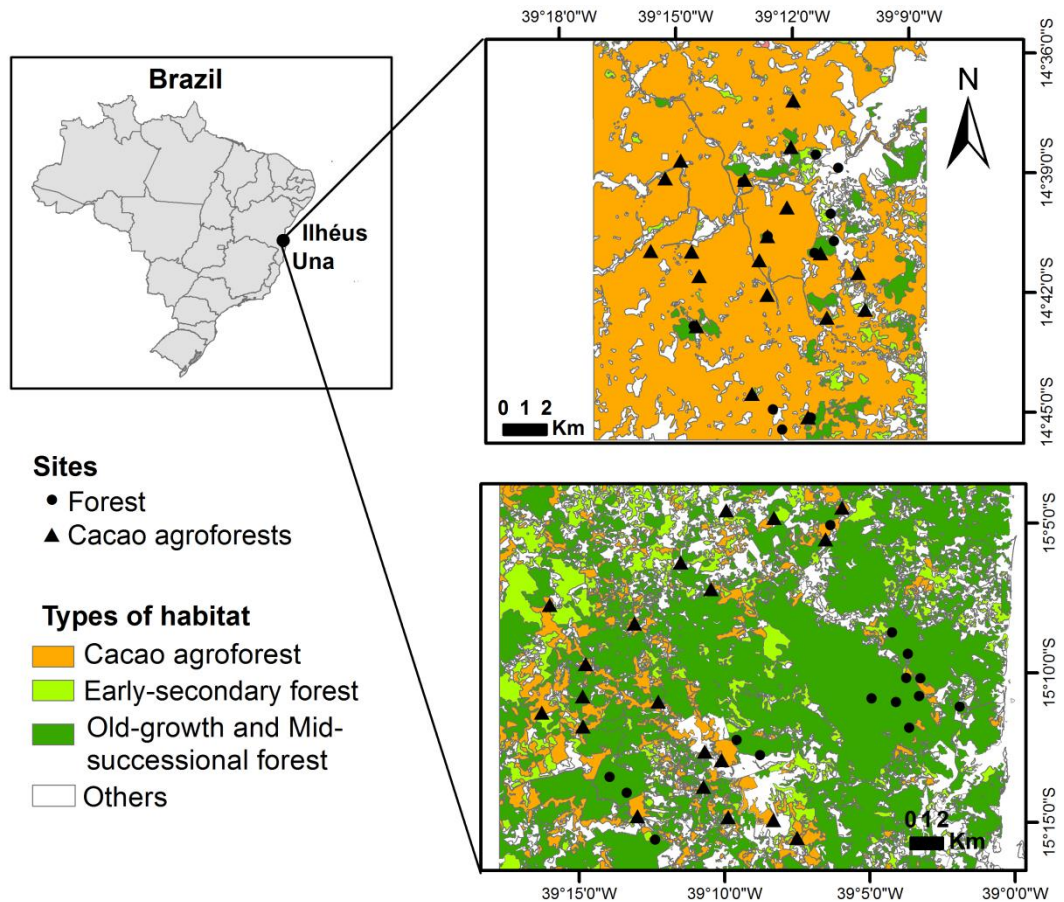 Brazil
Ilhéus
Una
Sites
Forest
Cacao agroforests
Types of habitat
Cacao agroforest
Early-secondary forest
Old-growth and Mid-
successional forest
Others
39°18'0"W 39°15'0"W 39°12'0"W 39°9'0"W
14°36'0"S
14°39'0"S
14°42'0"S
14°45'0"S
N
0 1 2
Km
15°5'0"S
15°10'0"S
15°15'0"S
0 1 2
Km
39°15'0"W 39°10'0"W 39°5'0"W 39°0'0"W